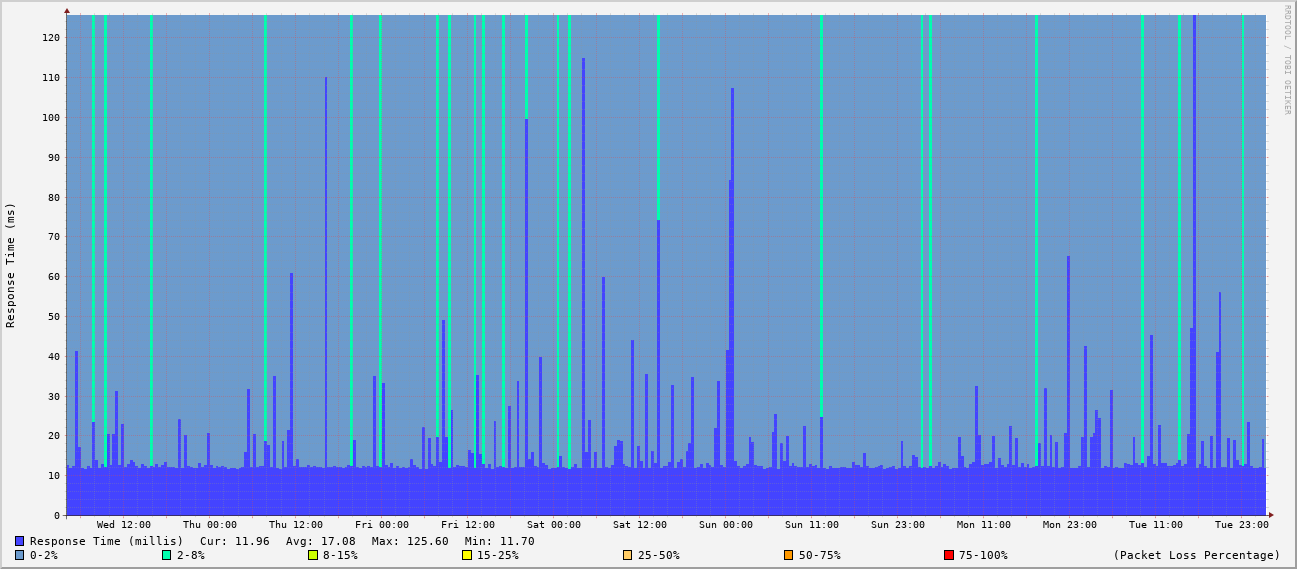 RRDTOOL / TOBI OETIKER
Response Time (ms)
120
110
100
90
80
70
60
50
40
30
20
10
0
Wed 12:00 Thu 00:00 Thu 12:00 Fri 00:00 Fri 12:00 Sat 00:00 Sat 12:00 Sun 00:00 Sun 11:00 Sun 23:00 Mon 11:00 Mon 23:00 Tue 11:00 Tue 23:00
Response Time (millis) Cur: 11.96 Avg: 17.08 Max: 125.60 Min: 11.70
0-2% 2-8% 8-15% 15-25% 25-50% 50-75% 75-100% (Packet Loss Percentage)